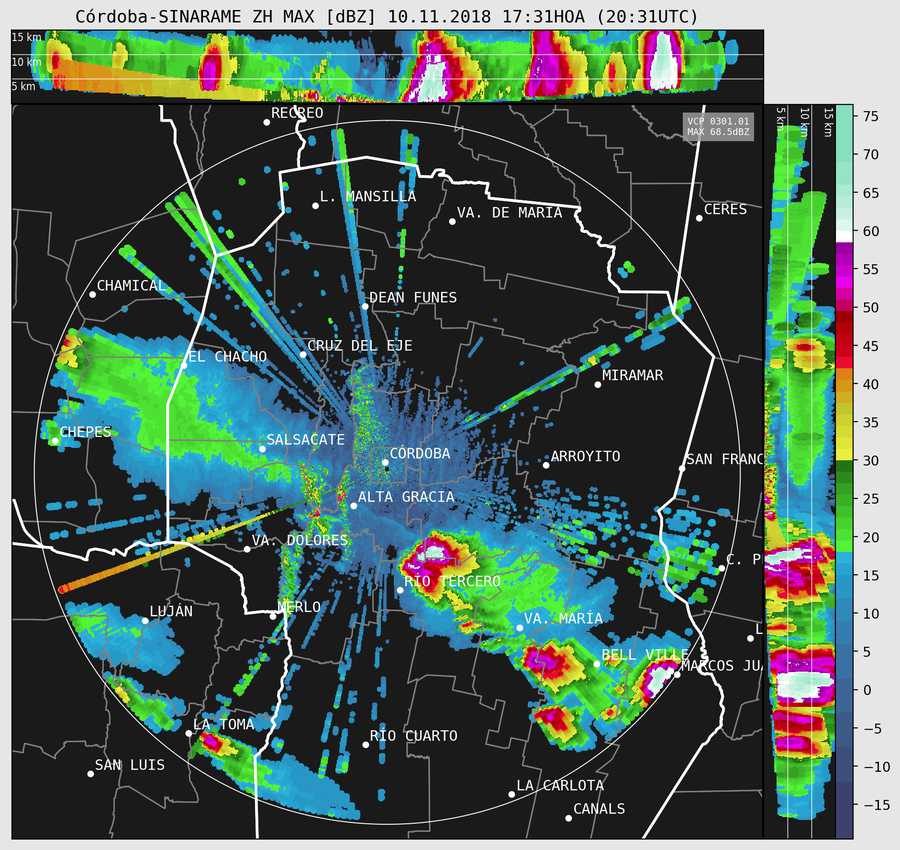 Córdoba-SINARAME ZH MAX [dBZ] 10.11.2018 17:31HOA (20:31UTC)
15 km
10 km
5 km
5 km
10 km
15 km
VCP 0301.01
MAX 68.5dBZ
RECREO
L. MANSILLA
VA. DE MARIA
CERES
CHAMICAL
DEAN FUNES
EL CHACHO
CRUZ DEL EJE
MIRAMAR
CHEPES
SALSACATE
CÓRDOBA
ARROYITO
SAN FRANC
ALTA GRACIA
VA. DOLORES
C. P
RÍO TERCERO
LUJÁN
MERLO
VA. MARÍA
L
BELL VILLE
MARCOS JU
LA TOMA
RÍO CUARTO
SAN LUIS
LA CARLOTA
CANALS
75
70
65
60
55
50
45
40
35
30
25
20
15
10
5
0
−5
−10
−15